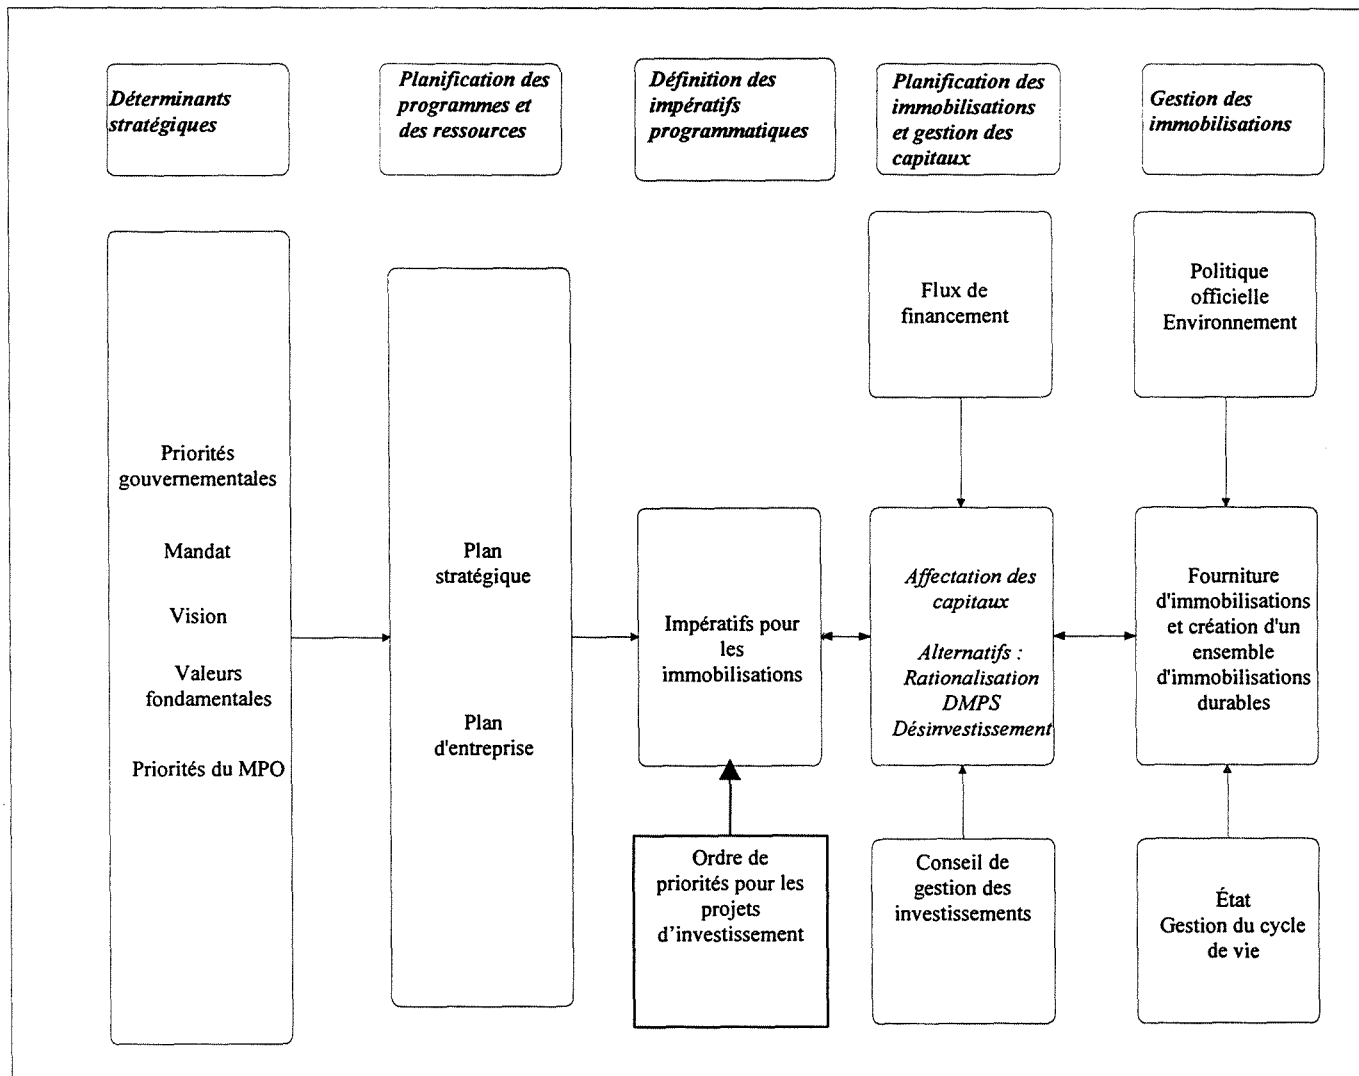 Déterminants
stratégiques
Planification des
programmes et
des ressources
Définition des
impératifs
programmatiques
Planification des
immobilisations
et gestion des
capitaux
Gestion des
immobilisations
Priorités
gouvernementales
Mandat
Vision
Valeurs
fondamentales
Priorités du MPO
Plan
stratégique
Plan
d'entreprise
Impératifs pour
les
immobilisations
Ordre de
priorités pour les
projets
d'investissement
Flux de
financement
Affectation des
capitaux
Alternatifs :
Rationalisation
DMPS
Désinvestissement
Conseil de
gestion des
investissements
Politique
officielle
Environnement
Fourniture
d'immobilisations
et création d'un
ensemble
d'immobilisations
durables
État
Gestion du cycle
de vie